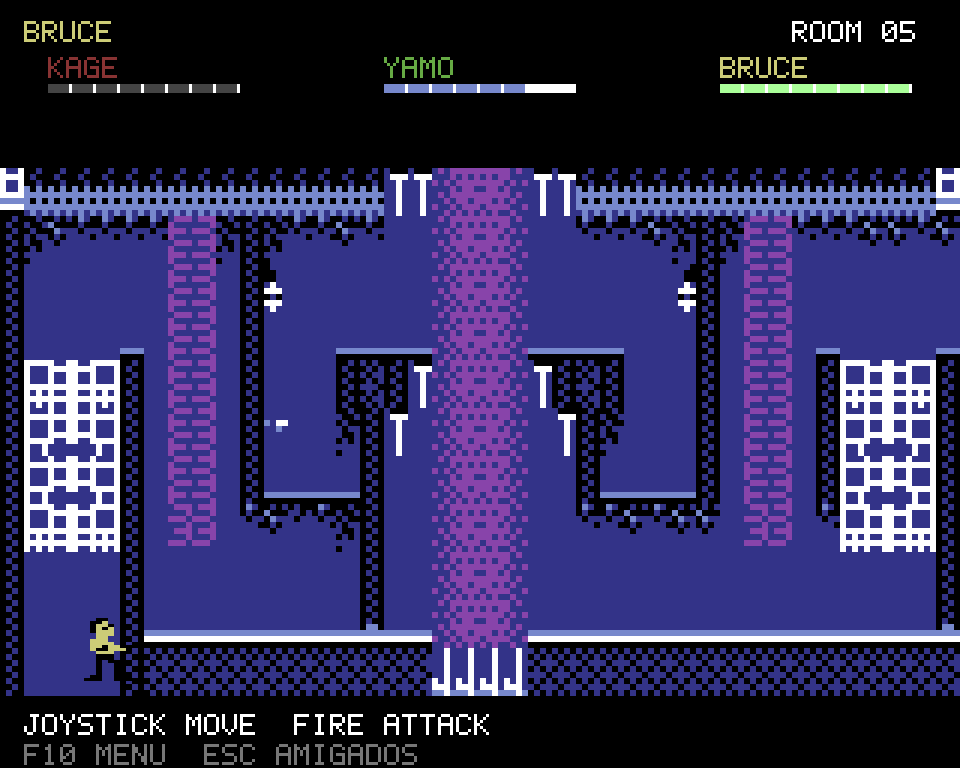 BRUCE ROOM 05
KAGE YAMO BRUCE
JOYSTICK MOVE FIRE ATTACK
F10 MENU ESC AMIGADOS